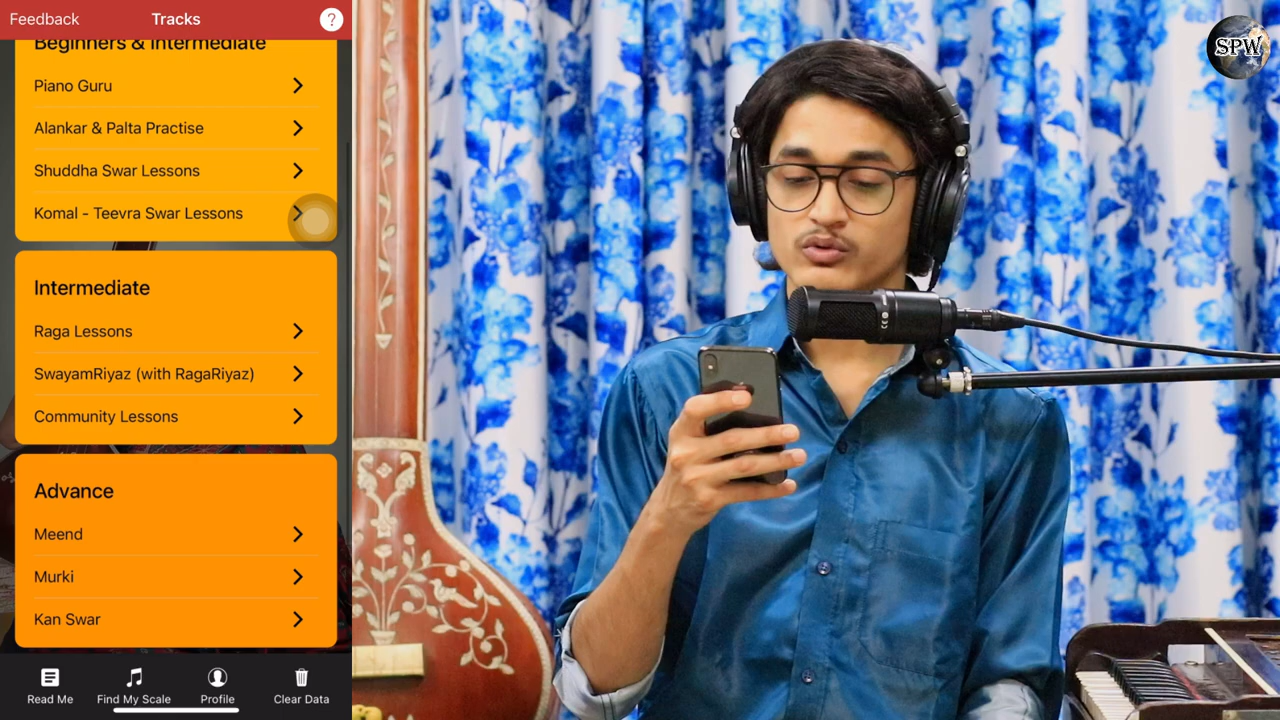 Feedback
Tracks
?
Beginners & Intermediate
Piano Guru
Alankar & Palta Practise
Shuddha Swar Lessons
Komal - Teevra Swar Lessons
Intermediate
Raga Lessons
SwayamRiyaz (with RagaRiyaz)
Community Lessons
Advance
Meend
Murki
Kan Swar
Read Me
Find My Scale
Profile
Clear Data
SPW
CE